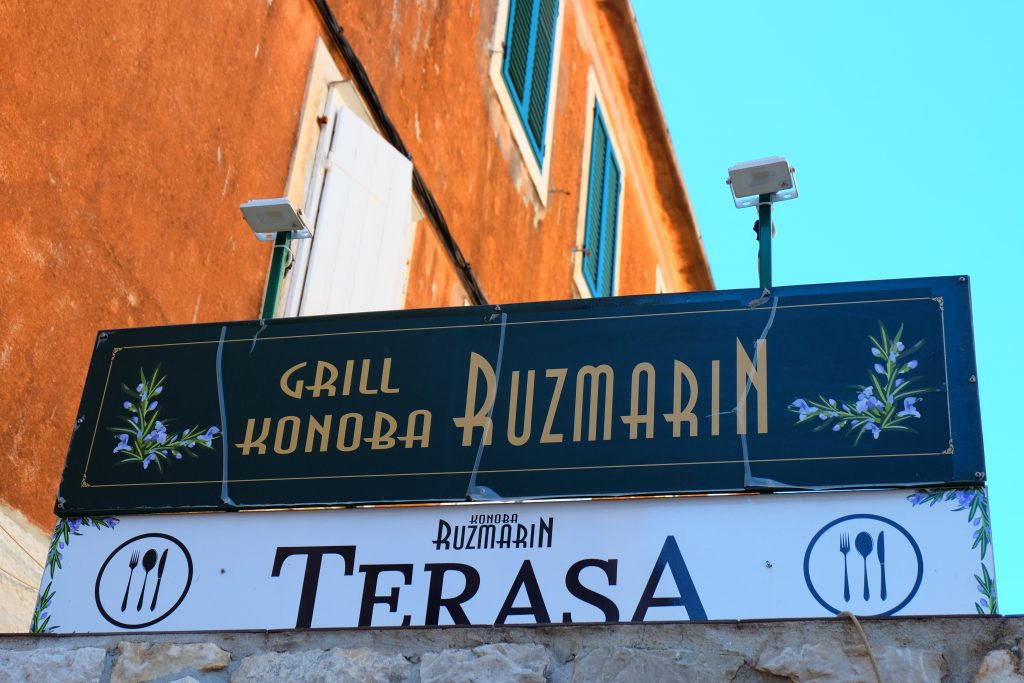 GRILL
KONOBA RUZMARIN
KONOBA
RUZMARIN
TERASA